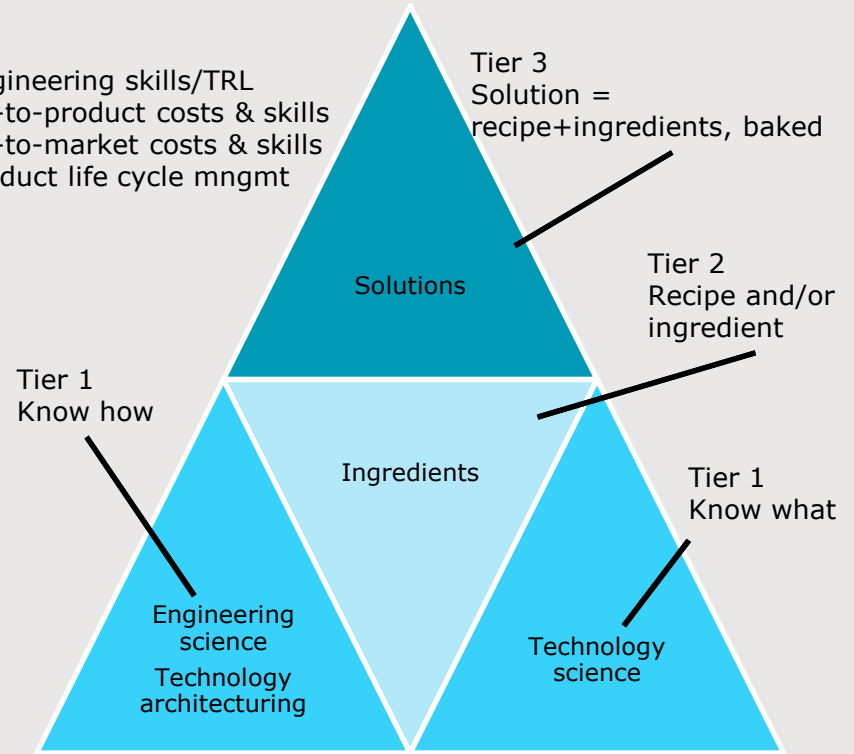 Tier 3
Solution =
recipe+ingredients, baked
gineering skills/TRL
-to-product costs & skills
-to-market costs & skills
duct life cycle mngmt
Solutions
Tier 2
Recipe and/or
ingredient
Tier 1
Know how
Ingredients
Tier 1
Know what
Engineering
science
Technology
architecturing
Technology
science